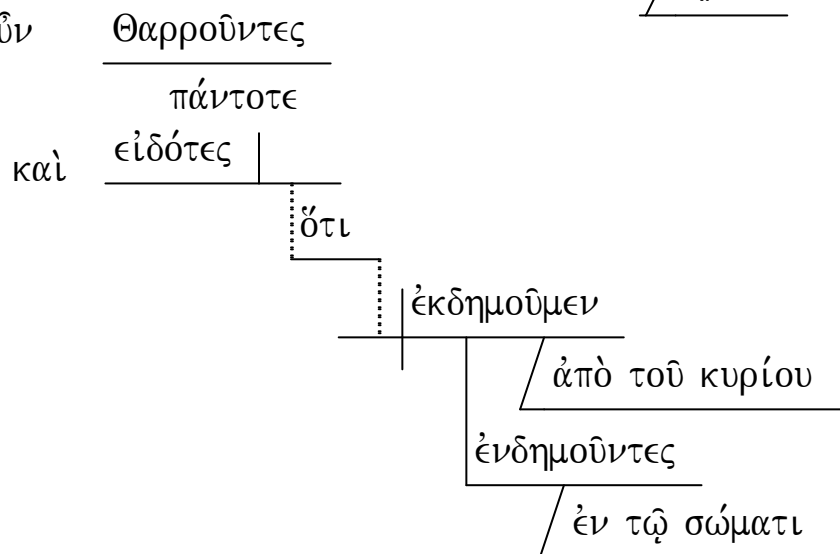 Θαρροῦντες
πάντοτε
καὶ εἰδότες
ὅτι
ἐκδημοῦμεν
ἀπὸ τοῦ κυρίου
ἐνδημοῦντες
ἐν τῷ σώματι